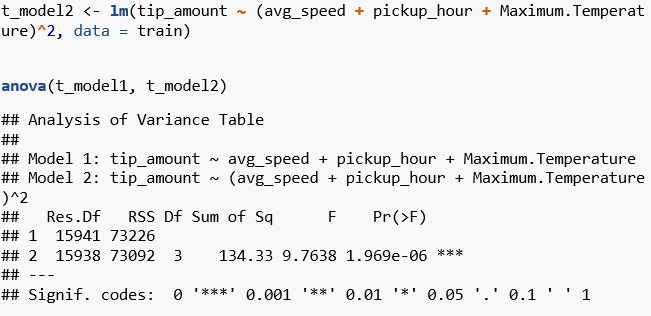 t_model2 <- lm(tip_amount ~ (avg_speed + pickup_hour + Maximum.Temperat
ure)^2, data = train)
anova(t_model1, t_model2)
## Analysis of Variance Table
##
## Model 1: tip_amount ~ avg_speed + pickup_hour + Maximum.Temperature
## Model 2: tip_amount ~ (avg_speed + pickup_hour + Maximum.Temperature
)^2
##   Res.Df   RSS Df Sum of Sq      F    Pr(>F)
## 1  15941 73226
## 2  15938 73092  3    134.33 9.7638 1.969e-06 ***
## ---
## Signif. codes:  0 '***' 0.001 '**' 0.01 '*' 0.05 '.' 0.1 ' ' 1